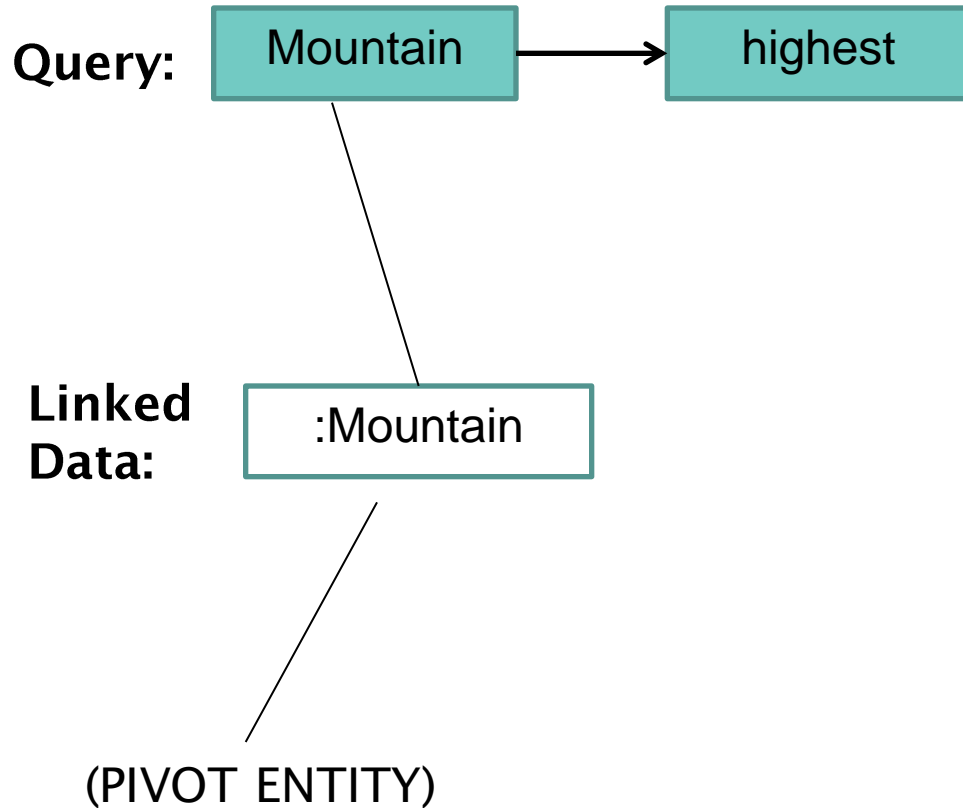 Query:
Mountain
highest
Linked
Data:
:Mountain
(PIVOT ENTITY)